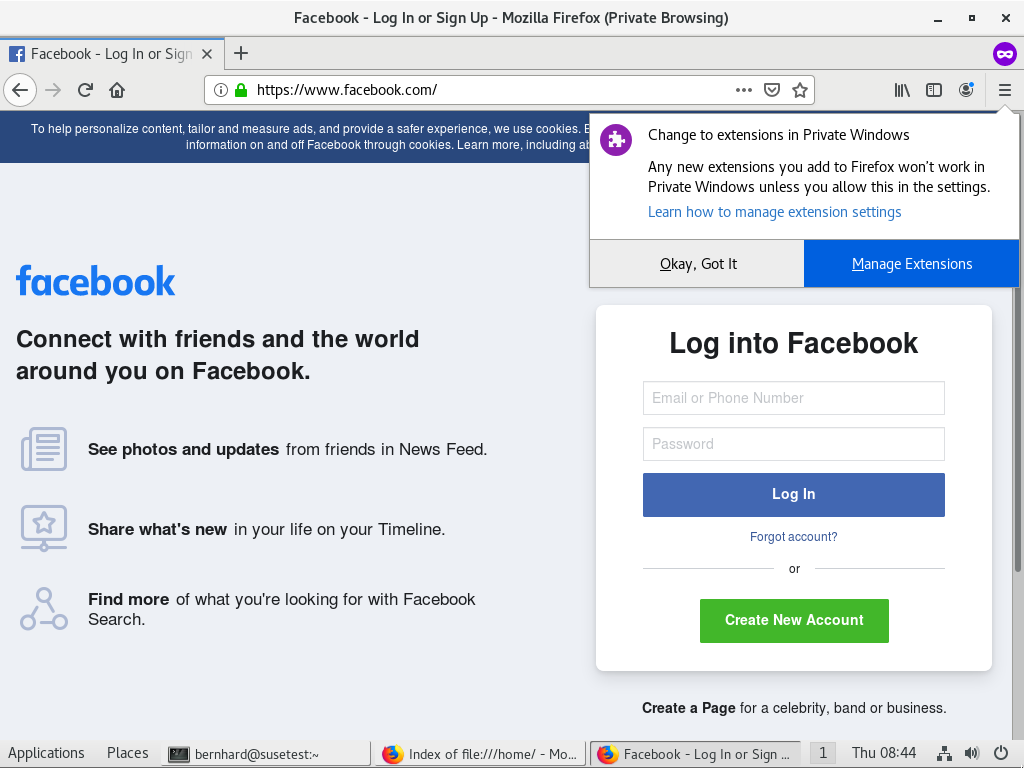 Facebook - Log In or Sign Up - Mozilla Firefox (Private Browsing)
Facebook - Log In or Sign
https://www.facebook.com/
To help personalize content, tailor and measure ads, and provide a safer experience, we use cookies.
information on and off Facebook through cookies. Learn more, including
Change to extensions in Private Windows
Any new extensions you add to Firefox won't work in
Private Windows unless you allow this in the settings.
Learn how to manage extension settings
Okay, Got It
Manage Extensions
facebook
Connect with friends and the world
around you on Facebook.
See photos and updates from friends in News Feed.
Share what's new in your life on your Timeline.
Find more of what you're looking for with Facebook
Search.
Log into Facebook
Email or Phone Number
Password
Log In
Forgot account?
or
Create New Account
Create a Page for a celebrity, band or business.
Applications
Places
bernhard@susetest:~
Index of file:///home/ - Mo...
Facebook - Log In or Sign ...
1
Thu 08:44